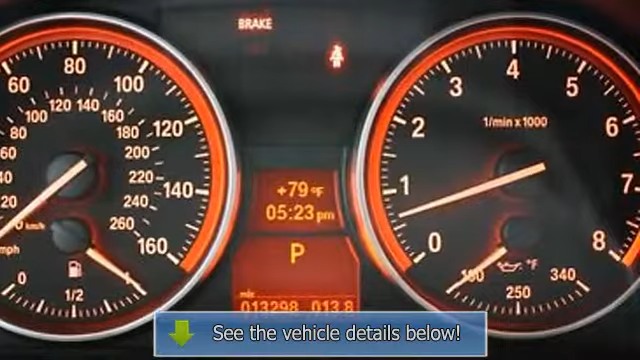 BRAKE
60 80 100 120 140 160
80 100 120 140 160 180 200 220 240 260
km/h
mph
0 1/2 1
+79 °F
05:23 pm
P
mls
013298 013.8
0 1 2 3 4 5 6 7 8
1/min x 1000
250 340
°F
See the vehicle details below!